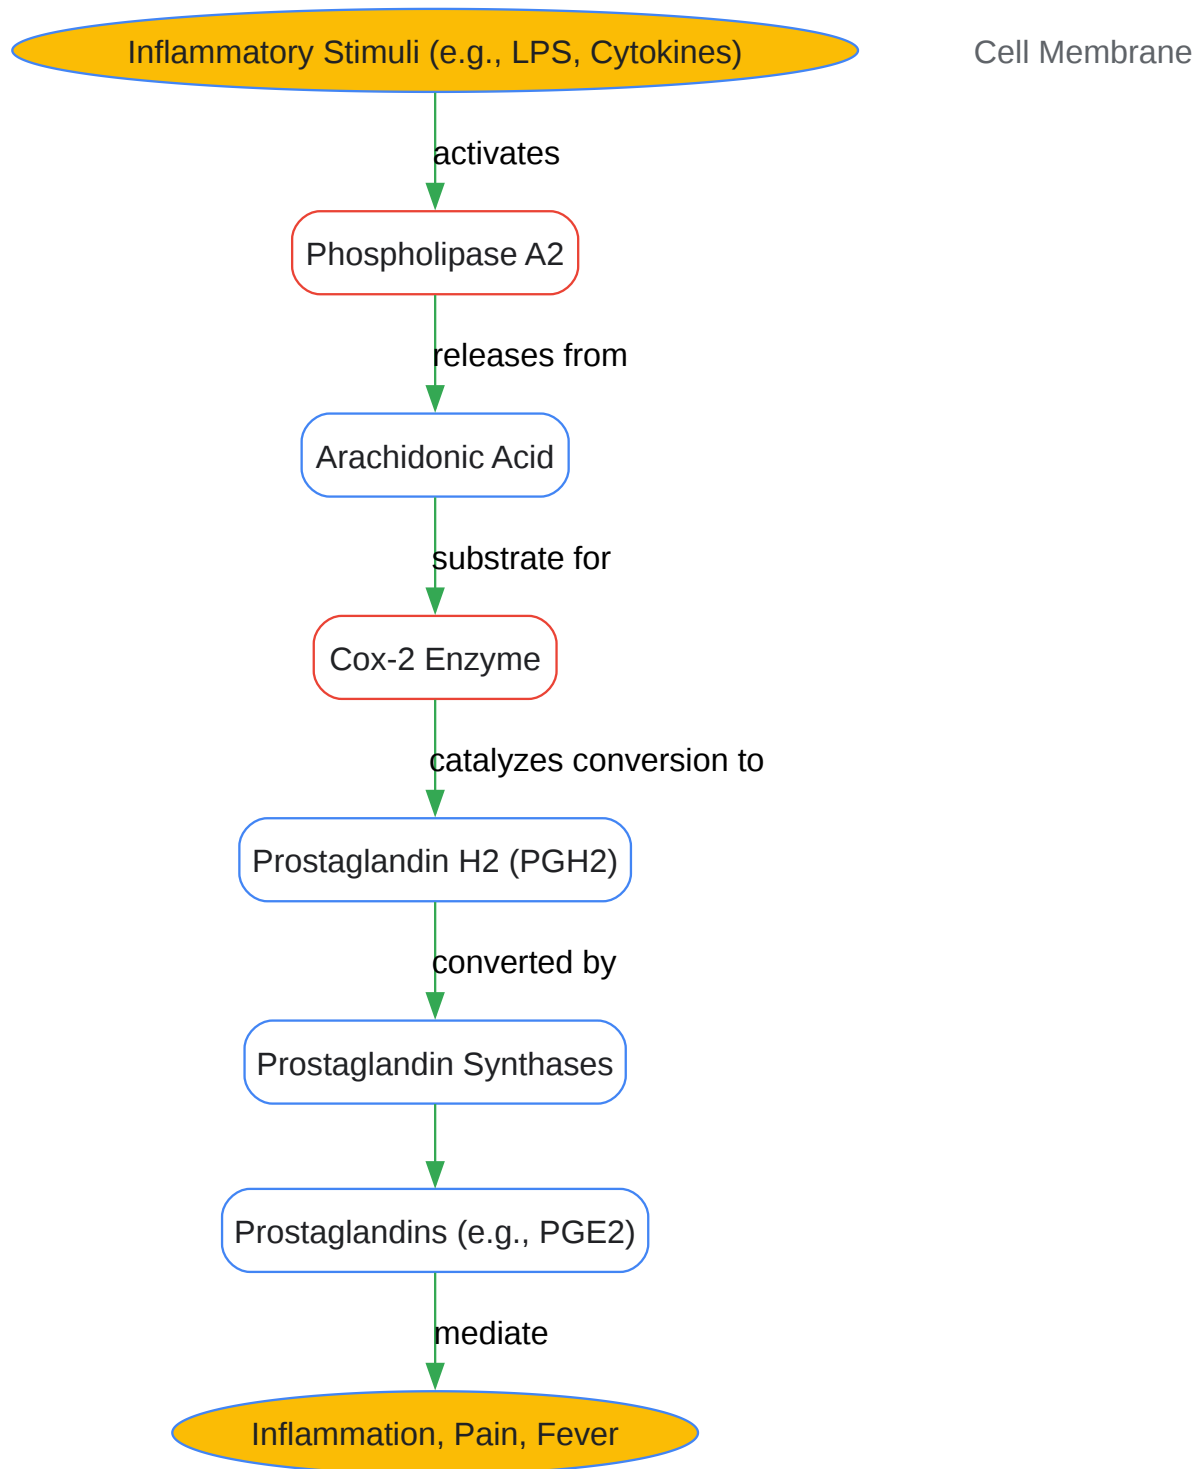 Inflammatory Stimuli (e.g., LPS, Cytokines)
Cell Membrane
activates
Phospholipase A2
releases from
Arachidonic Acid
substrate for
Cox-2 Enzyme
catalyzes conversion to
Prostaglandin H2 (PGH2)
converted by
Prostaglandin Synthases
Prostaglandins (e.g., PGE2)
mediate
Inflammation, Pain, Fever